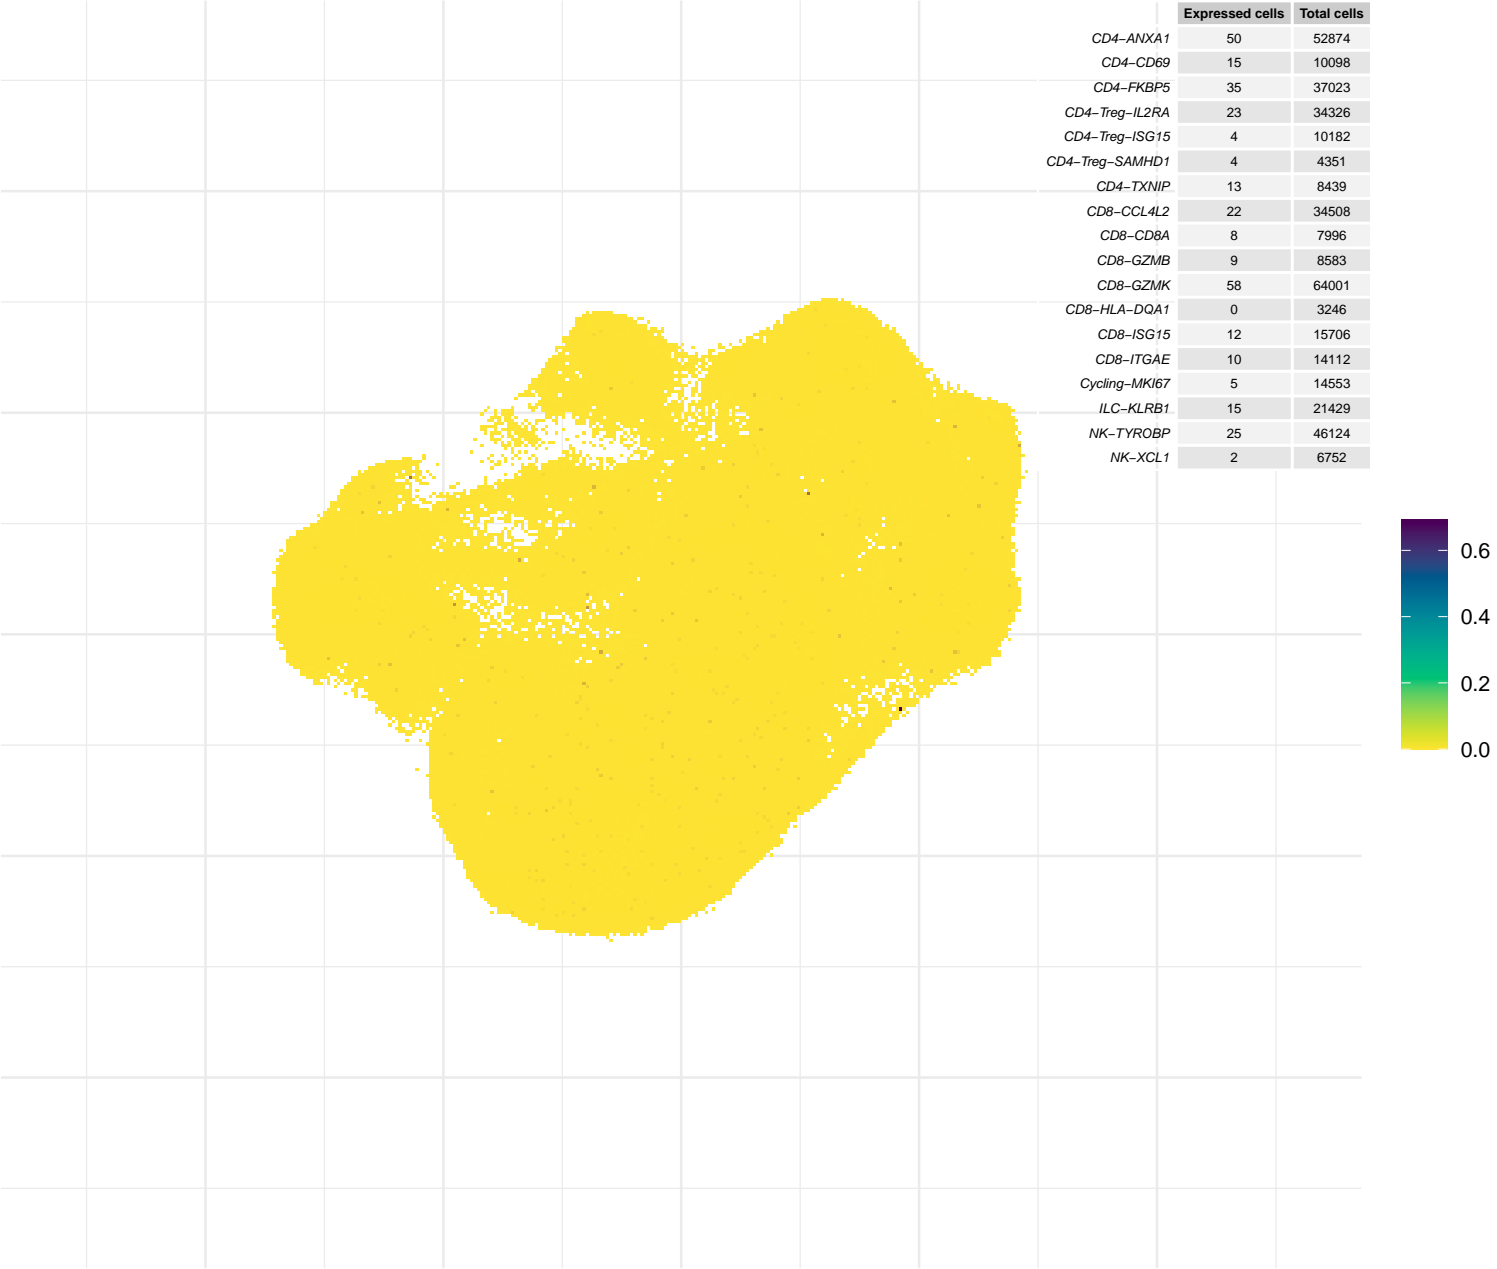 Expressed cells Total cells
CD4−ANXA1 50 52874
CD4−CD69 15 10098
CD4−FKBP5 35 37023
CD4−Treg−IL2RA 23 34326
CD4−Treg−ISG15 4 10182
CD4−Treg−SAMHD1 4 4351
CD4−TXNIP 13 8439
CD8−CCL4L2 22 34508
CD8−CD8A 8 7996
CD8−GZMB 9 8583
CD8−GZMK 58 64001
CD8−HLA−DQA1 0 3246
CD8−ISG15 12 15706
CD8−ITGAE 10 14112
Cycling−MKI67 5 14553
ILC−KLRB1 15 21429
NK−TYROBP 25 46124
NK−XCL1 2 6752
0.6
0.4
0.2
0.0